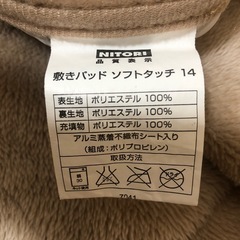 NITORI
品質表示
敷きパッド ソフトタッチ 14
表生地 ポリエステル 100%
裏生地 ポリエステル 100%
充填物 ポリエステル 100%
アルミ蒸着不織布シート入り
(組成:ポリプロピレン)
取扱方法